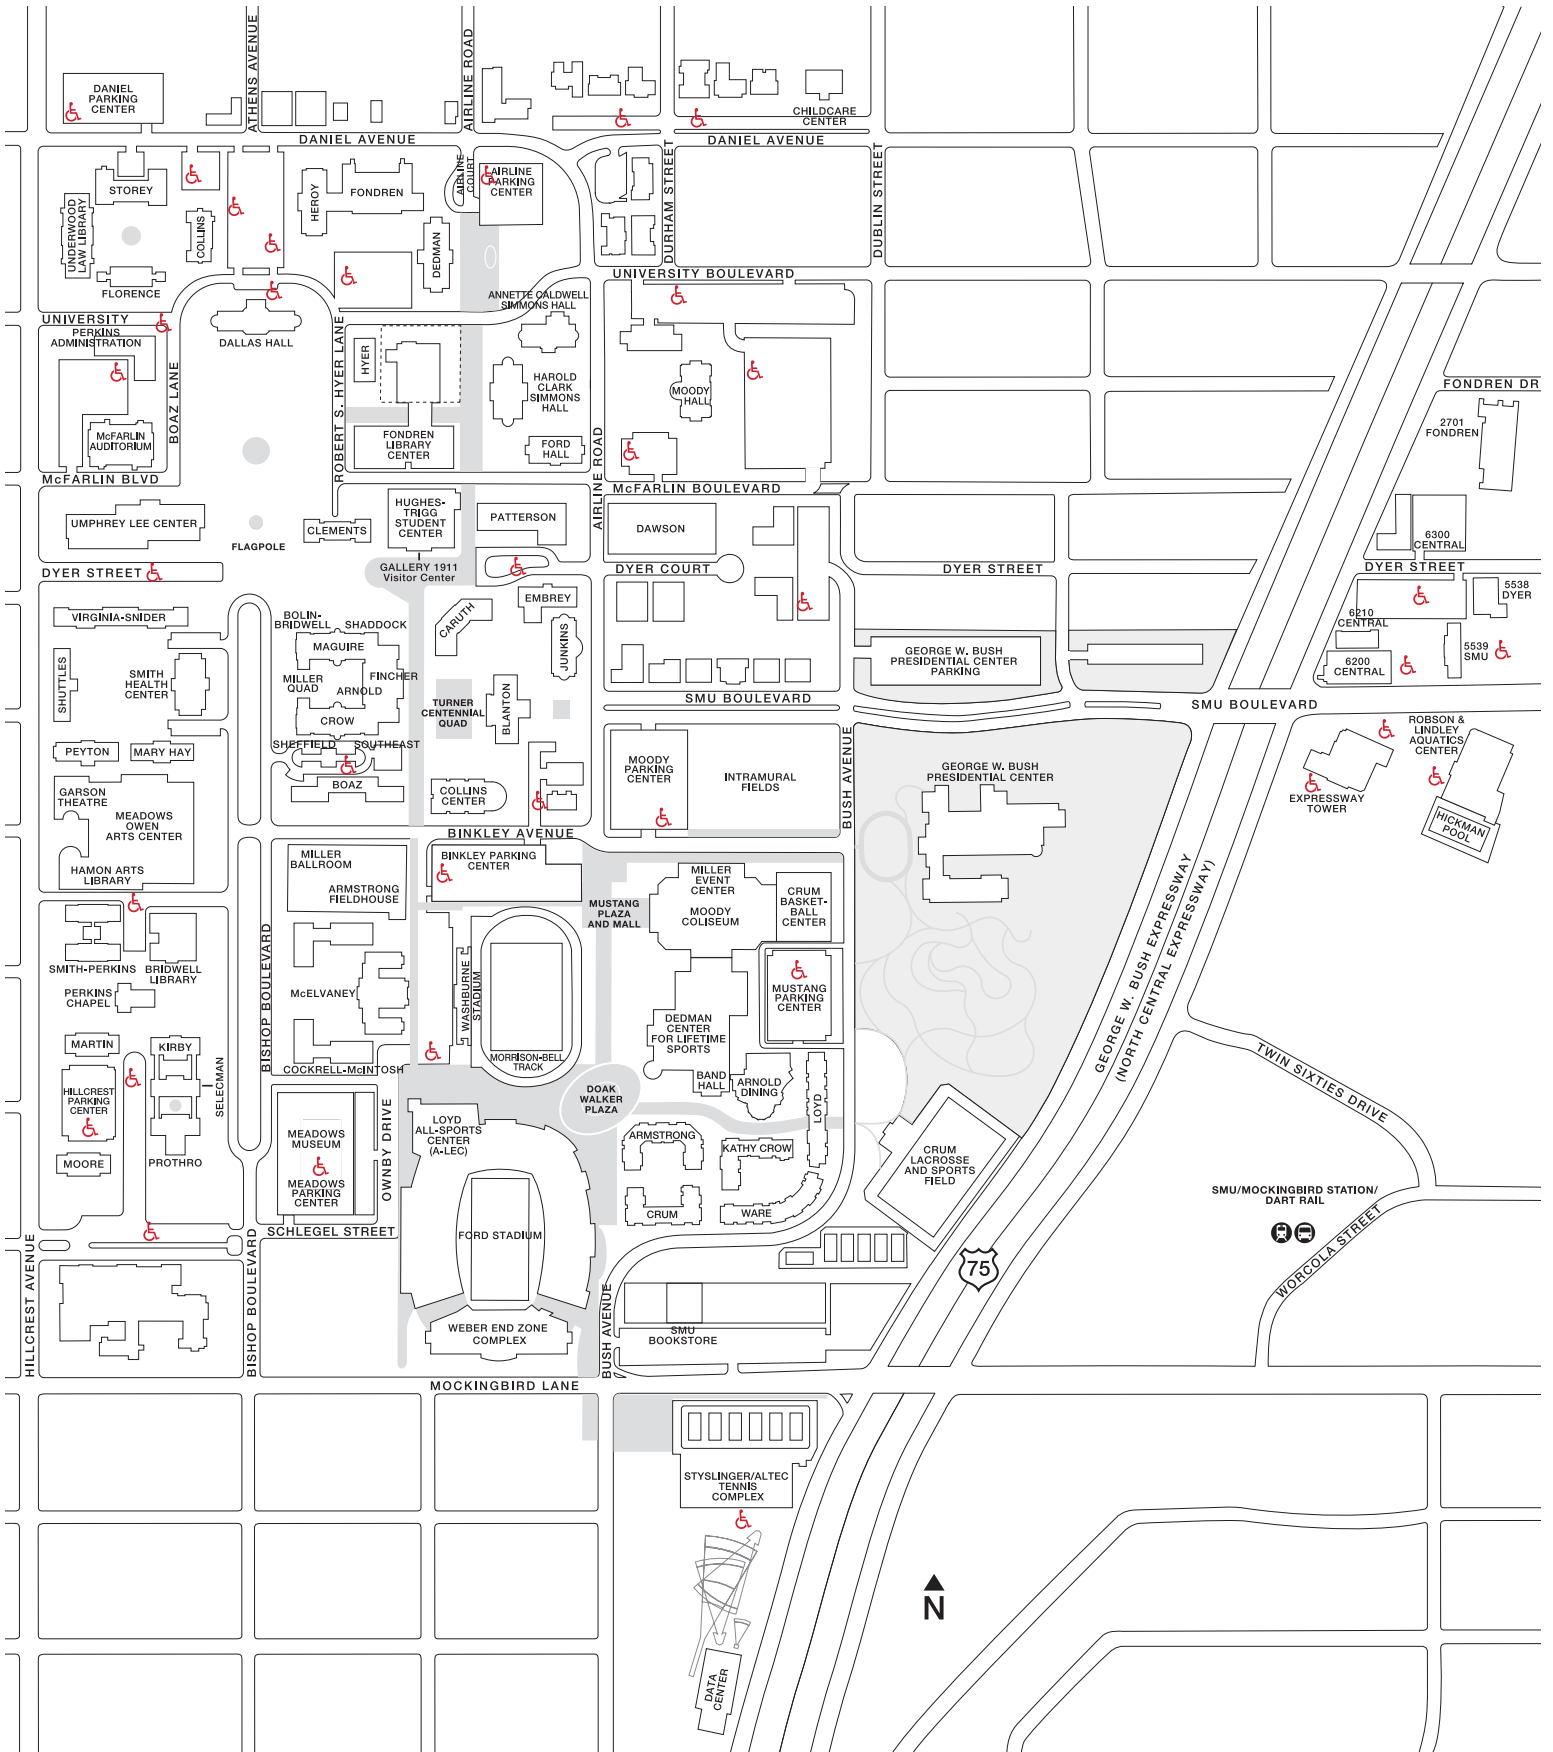 ATHENS AVENUE
AIRLINE ROAD
DANIEL
PARKING
CENTER
CHILDCARE
CENTER
DANIEL AVENUE
DANIEL AVENUE
DURHAM STREET
DUBLIN STREET
AIRLINE
COURT
AIRLINE
PARKING
CENTER
STOREY
HEROY
FONDREN
UNDERWOOD
LAW LIBRARY
COLLINS
DEDMAN
FLORENCE
UNIVERSITY BOULEVARD
ANNETTE CALDWELL
SIMMONS HALL
UNIVERSITY
PERKINS
ADMINISTRATION
DALLAS HALL
BOAZ LANE
ROBERT S. HYER LANE
HYER
HAROLD
CLARK
SIMMONS
HALL
MOODY
HALL
FONDREN DR
2701
FONDREN
McFARLIN
AUDITORIUM
FONDREN
LIBRARY
CENTER
FORD
HALL
AIRLINE ROAD
McFARLIN BLVD
McFARLIN BOULEVARD
UMPHREY LEE CENTER
CLEMENTS
HUGHES-
TRIGG
STUDENT
CENTER
PATTERSON
DAWSON
6300
CENTRAL
FLAGPOLE
GALLERY 1911
Visitor Center
DYER STREET
DYER COURT
DYER STREET
DYER STREET
5538
DYER
VIRGINIA-SNIDER
BOLIN-
BRIDWELL
SHADDOCK
MAGUIRE
CARUTH
EMBREY
JUNKINS
6210
CENTRAL
5539
SMU
6200
CENTRAL
SHUTTLES
SMITH
HEALTH
CENTER
MILLER
QUAD
FINCHER
ARNOLD
CROW
GEORGE W. BUSH
PRESIDENTIAL CENTER
PARKING
TURNER
CENTENNIAL
QUAD
BLANTON
SMU BOULEVARD
SMU BOULEVARD
PEYTON
MARY HAY
SHEFFIELD
SOUTHEAST
BOAZ
COLLINS
CENTER
MOODY
PARKING
CENTER
INTRAMURAL
FIELDS
BUSH AVENUE
GEORGE W. BUSH
PRESIDENTIAL CENTER
ROBSON &
LINDLEY
AQUATICS
CENTER
EXPRESSWAY
TOWER
HICKMAN
POOL
GARSON
THEATRE
MEADOWS
OWEN
ARTS CENTER
HAMON ARTS
LIBRARY
BINKLEY AVENUE
MILLER
BALLROOM
ARMSTRONG
FIELDHOUSE
BINKLEY PARKING
CENTER
MUSTANG
PLAZA
AND MALL
MILLER
EVENT
CENTER
MOODY
COLISEUM
CRUM
BASKET-
BALL
CENTER
GEORGE W. BUSH EXPRESSWAY
(NORTH CENTRAL EXPRESSWAY)
SMITH-PERKINS
BRIDWELL
LIBRARY
BISHOP BOULEVARD
PERKINS
CHAPEL
McELVANEY
WASHBURNE
STADIUM
MUSTANG
PARKING
CENTER
DEDMAN
CENTER
FOR LIFETIME
SPORTS
MARTIN
KIRBY
COCKRELL-McINTOSH
MORRISON-BELL
TRACK
BAND
HALL
ARNOLD
DINING
LOYD
TWIN SIXTIES DRIVE
HILLCREST
PARKING
CENTER
SELECMAN
DOAK
WALKER
PLAZA
MEADOWS
MUSEUM
MEADOWS
PARKING
CENTER
OWNBY DRIVE
LOYD
ALL-SPORTS
CENTER
(A-LEC)
ARMSTRONG
KATHY CROW
CRUM
LACROSSE
AND SPORTS
FIELD
MOORE
PROTHRO
CRUM
WARE
SMU/MOCKINGBIRD STATION/
DART RAIL
SCHLEGEL STREET
FORD STADIUM
WORCOLA STREET
75
HILLCREST AVENUE
BISHOP BOULEVARD
WEBER END ZONE
COMPLEX
BUSH AVENUE
SMU
BOOKSTORE
MOCKINGBIRD LANE
STYSLINGER/ALTEC
TENNIS
COMPLEX
N
DATA
CENTER